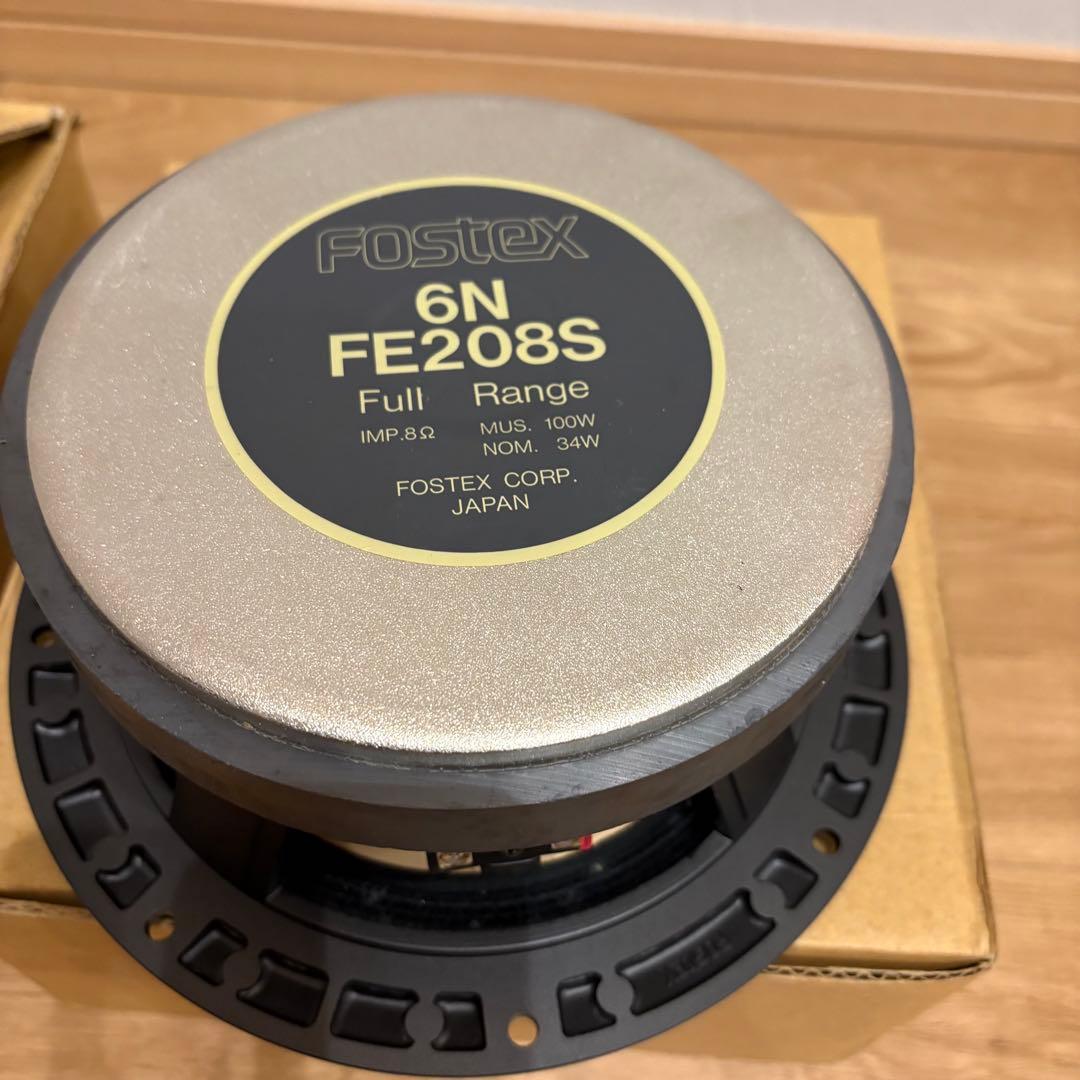 FOSTEX
6N
FE208S
Full Range
IMP.8Ω MUS. 100W
NOM. 34W
FOSTEX CORP.
JAPAN